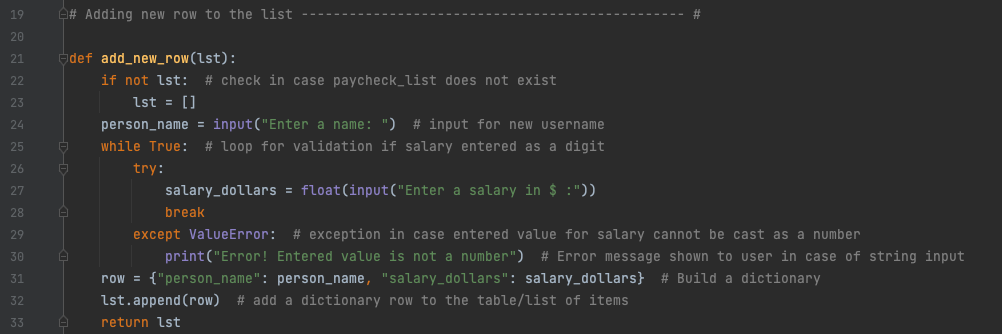 19 # Adding new row to the list ------------------------------------------------ #
20
21 def add_new_row(lst):
22     if not lst:  # check in case paycheck_list does not exist
23         lst = []
24     person_name = input("Enter a name: ")  # input for new username
25     while True:  # loop for validation if salary entered as a digit
26         try:
27             salary_dollars = float(input("Enter a salary in $ :"))
28             break
29         except ValueError:  # exception in case entered value for salary cannot be cast as a number
30             print("Error! Entered value is not a number")  # Error message shown to user in case of string input
31     row = {"person_name": person_name, "salary_dollars": salary_dollars}  # Build a dictionary
32     lst.append(row)  # add a dictionary row to the table/list of items
33     return lst